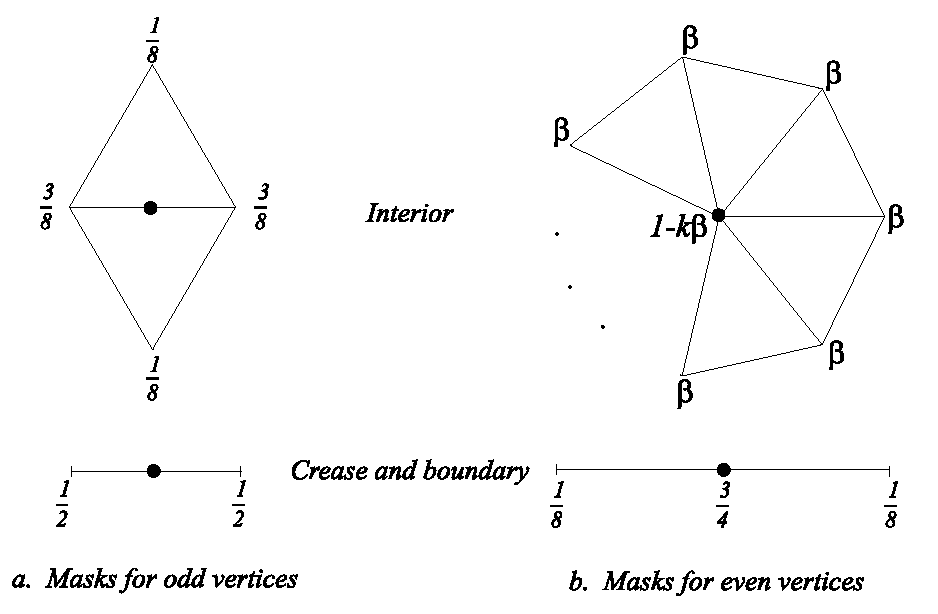 1/8
3/8
3/8
1/8
Interior
β
β
β
1-kβ
β
β
β
Crease and boundary
1/2
1/2
1/8
3/4
1/8
a. Masks for odd vertices
b. Masks for even vertices